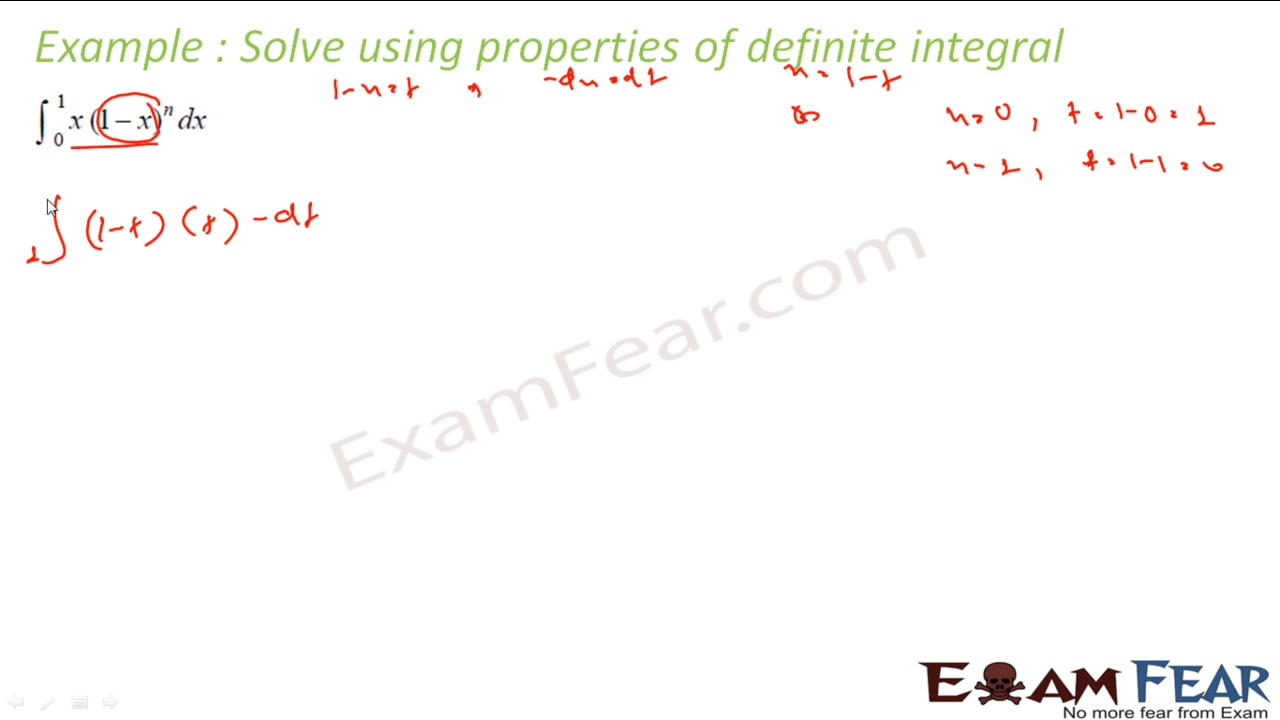 Example : Solve using properties of definite integral
1-x=t , -dx=dt x=1-t
∫₀¹ x (1 – x)ⁿ dx
x=0, t=1-0=1
x=1, t=1-1=0
1∫ (1-t) (t) -dt
ExamFear.com
EXAM FEAR
No more fear from Exam